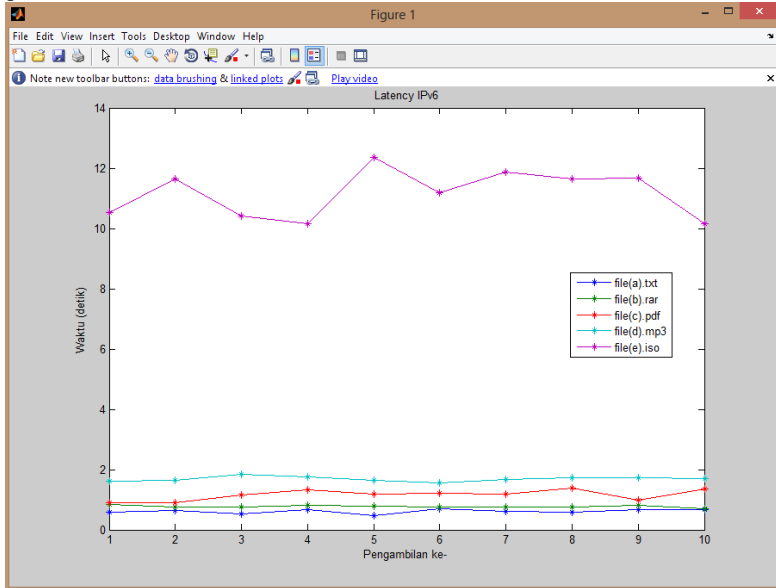 Figure 1
File Edit View Insert Tools Desktop Window Help
Note new toolbar buttons: data brushing & linked plots Play video
Latency IPv6
14
12
10
8
6
4
2
0
Waktu (detik)
file(a).txt
file(b).rar
file(c).pdf
file(d).mp3
file(e).iso
1 2 3 4 5 6 7 8 9 10
Pengambilan ke-